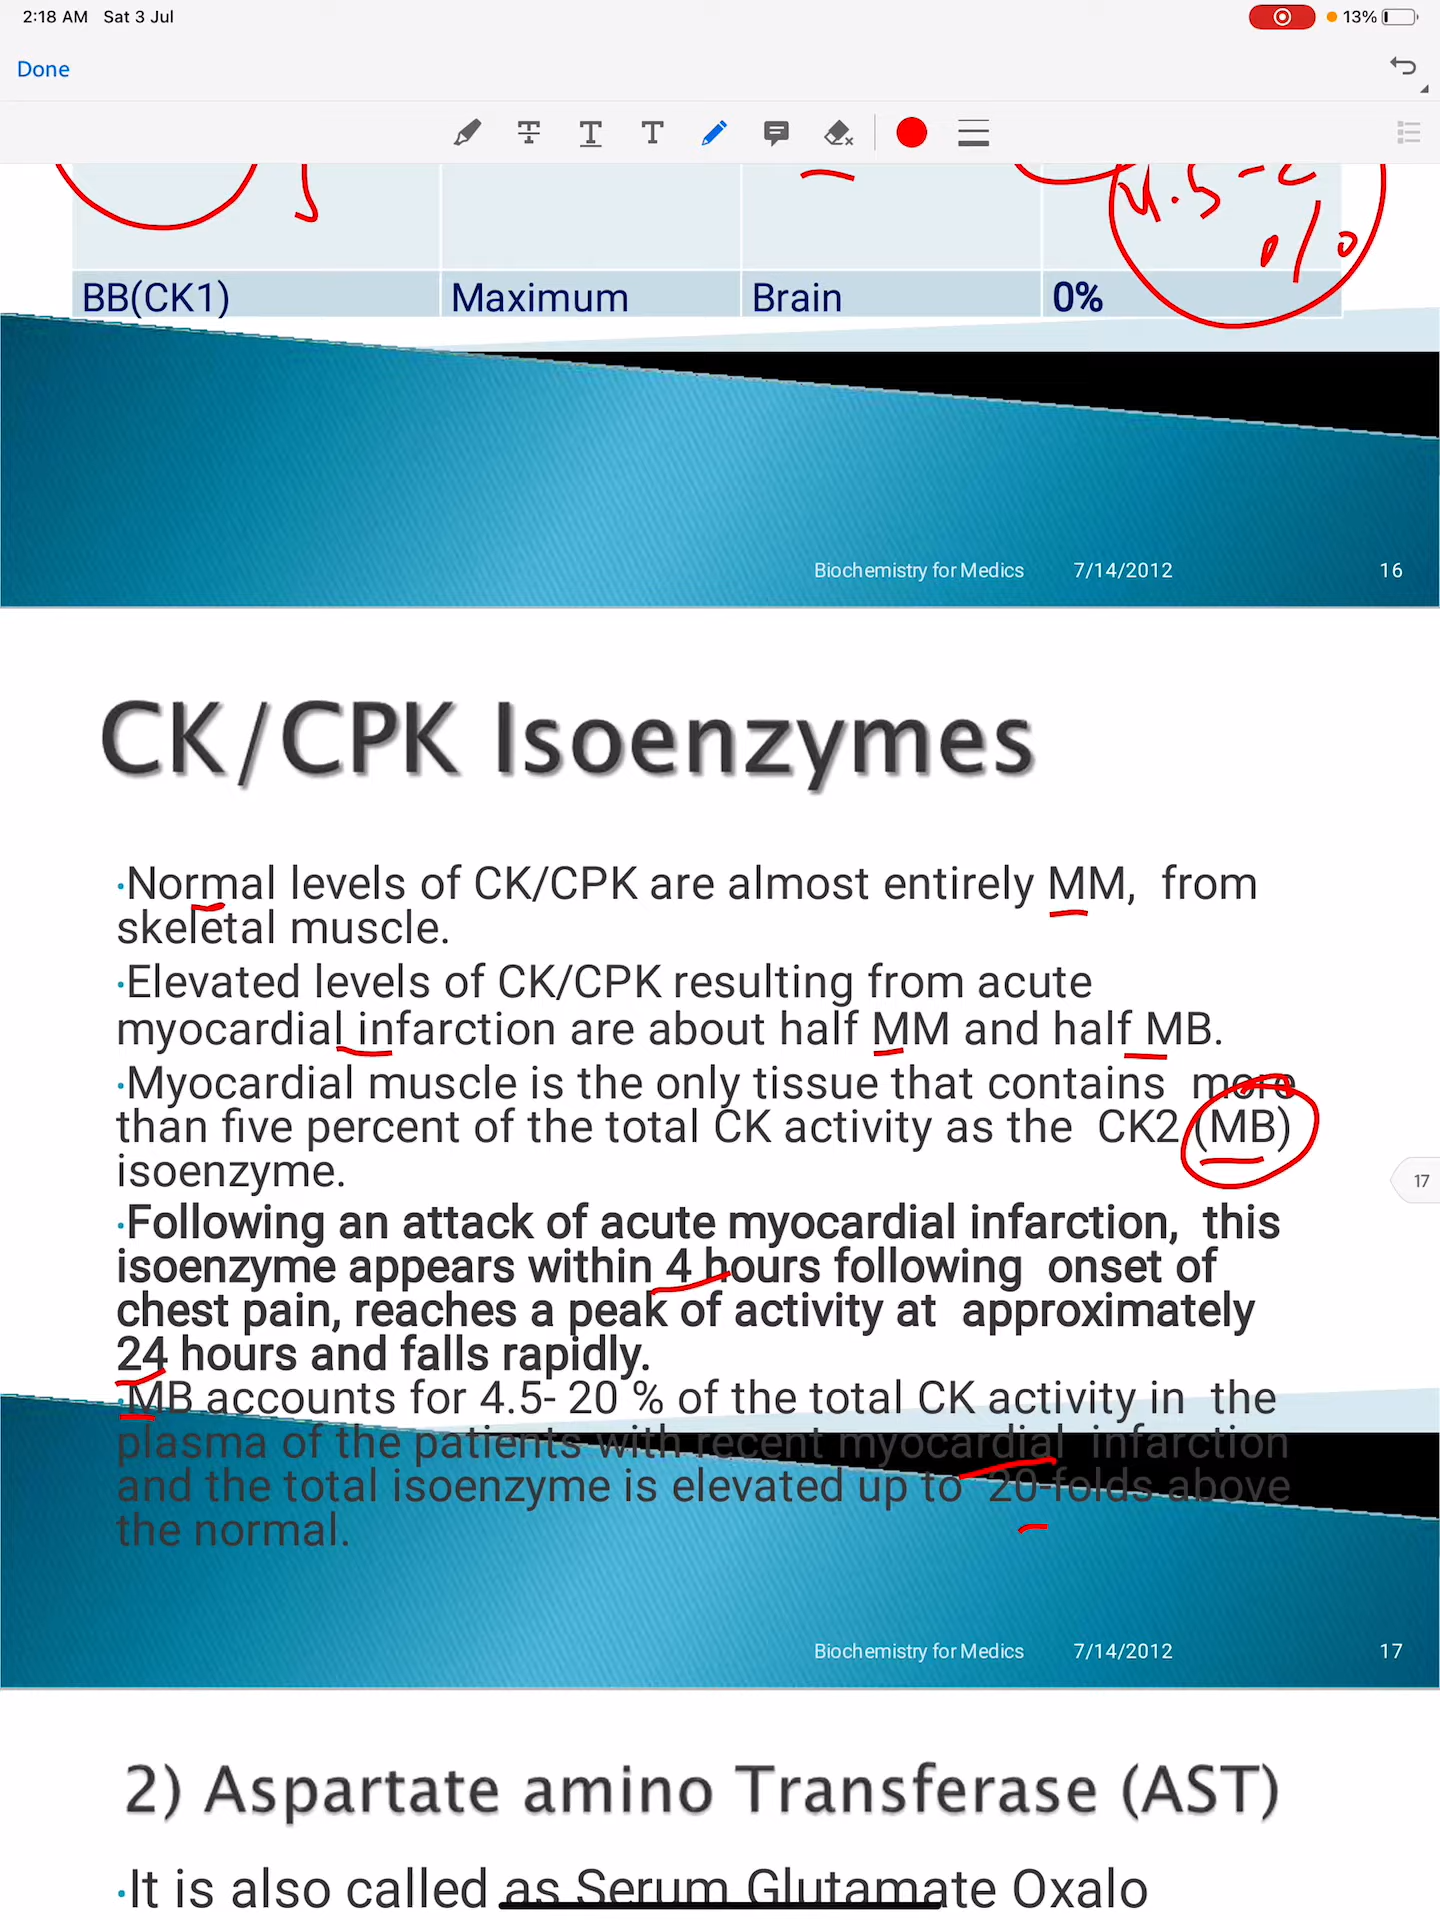 2:18 AM Sat 3 Jul
13%
Done
T T T
4.5 -
%
BB(CK1) Maximum Brain 0%
Biochemistry for Medics 7/14/2012 16
CK/CPK Isoenzymes
•Normal levels of CK/CPK are almost entirely MM, from
skeletal muscle.
•Elevated levels of CK/CPK resulting from acute
myocardial infarction are about half MM and half MB.
•Myocardial muscle is the only tissue that contains more
than five percent of the total CK activity as the CK2 (MB)
isoenzyme.
•Following an attack of acute myocardial infarction, this
isoenzyme appears within 4 hours following onset of
chest pain, reaches a peak of activity at approximately
24 hours and falls rapidly.
•MB accounts for 4.5- 20 % of the total CK activity in the
plasma of the patients with recent myocardial infarction
and the total isoenzyme is elevated up to 20-folds above
the normal.
17
Biochemistry for Medics 7/14/2012 17
2) Aspartate amino Transferase (AST)
•It is also called as Serum Glutamate Oxalo